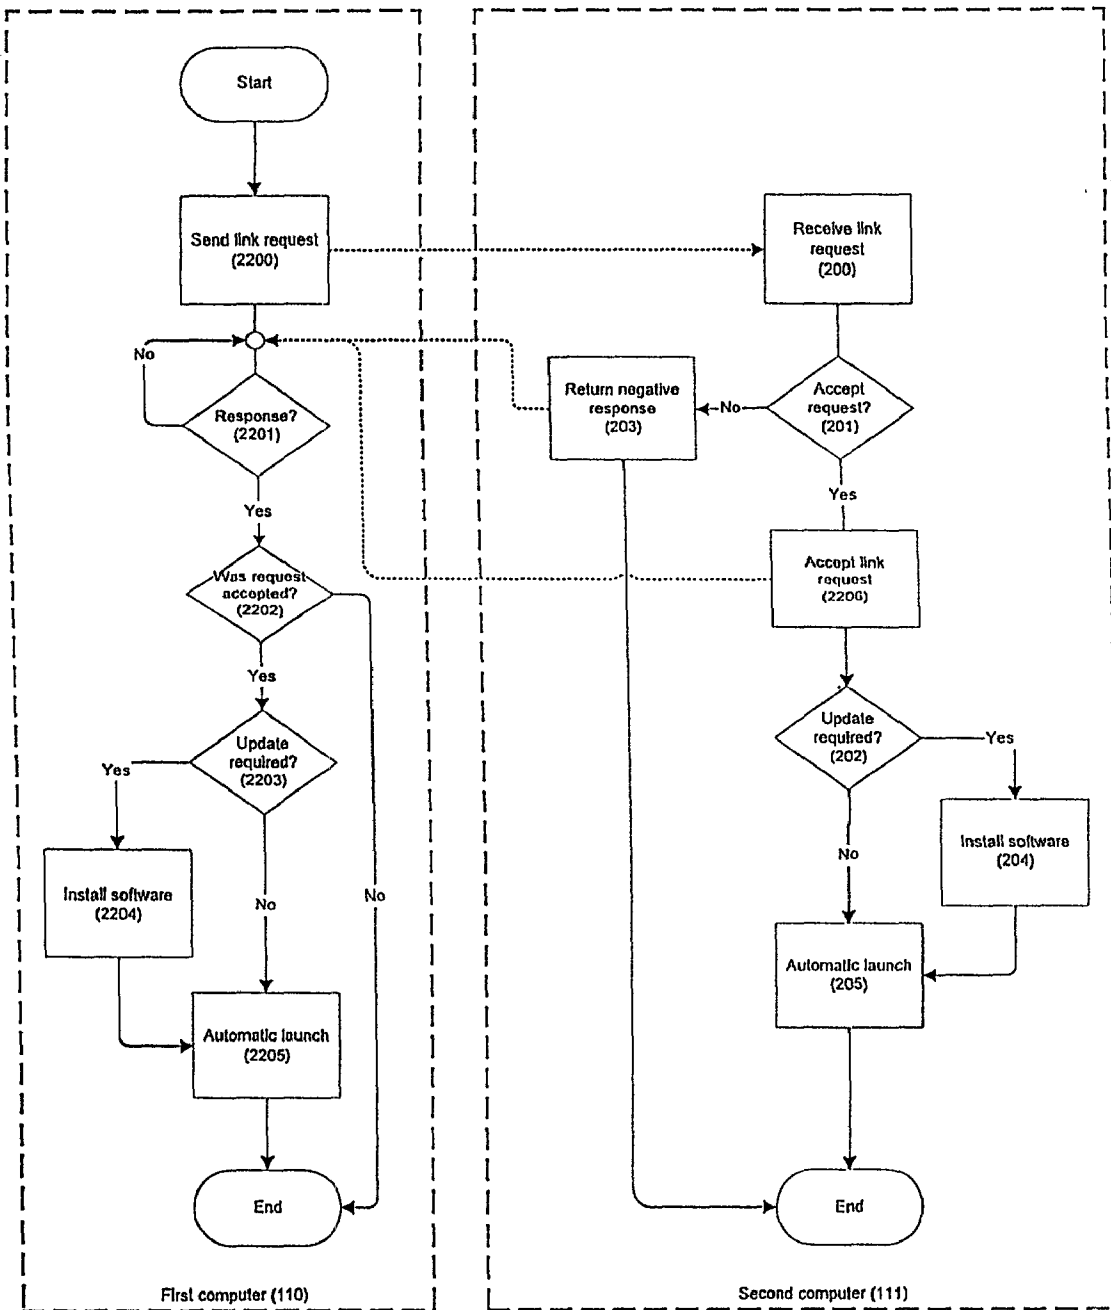 Start
Send link request
(2200)
No
Response?
(2201)
Yes
Was request
accepted?
(2202)
Yes
Update
required?
(2203)
Yes
Install software
(2204)
No
No
Automatic launch
(2205)
End
First computer (110)
Receive link
request
(200)
Accept
request?
(201)
No
Return negative
response
(203)
Yes
Accept link
request
(2206)
Update
required?
(202)
Yes
Install software
(204)
No
Automatic launch
(205)
End
Second computer (111)